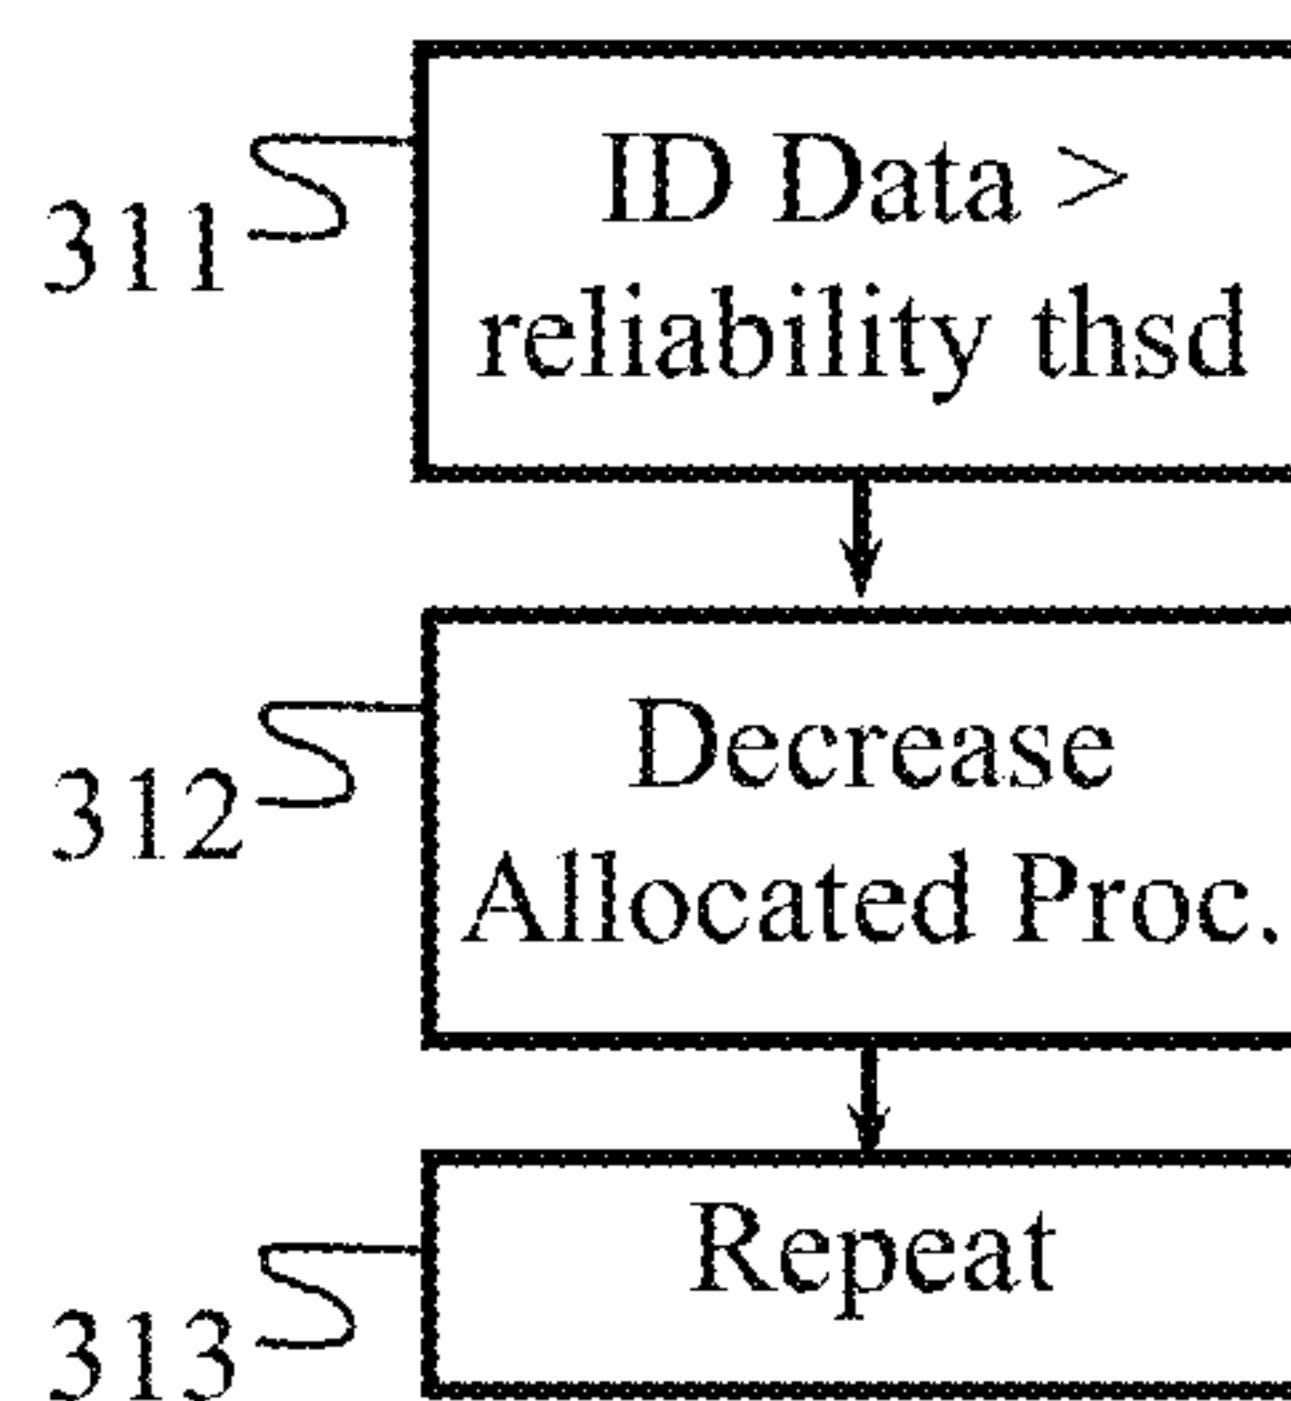 ID Data >
311
reliability thsd
Decrease
312
Allocated Proc.
Repeat
313